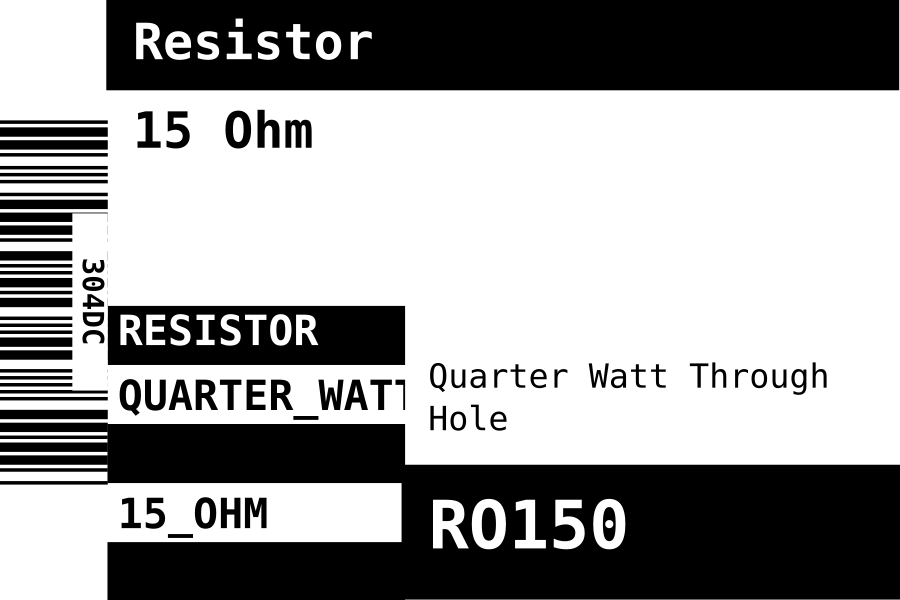 Resistor
15 Ohm
304DC
RESISTOR
QUARTER_WATT
15_OHM
Quarter Watt Through
Hole
RO150